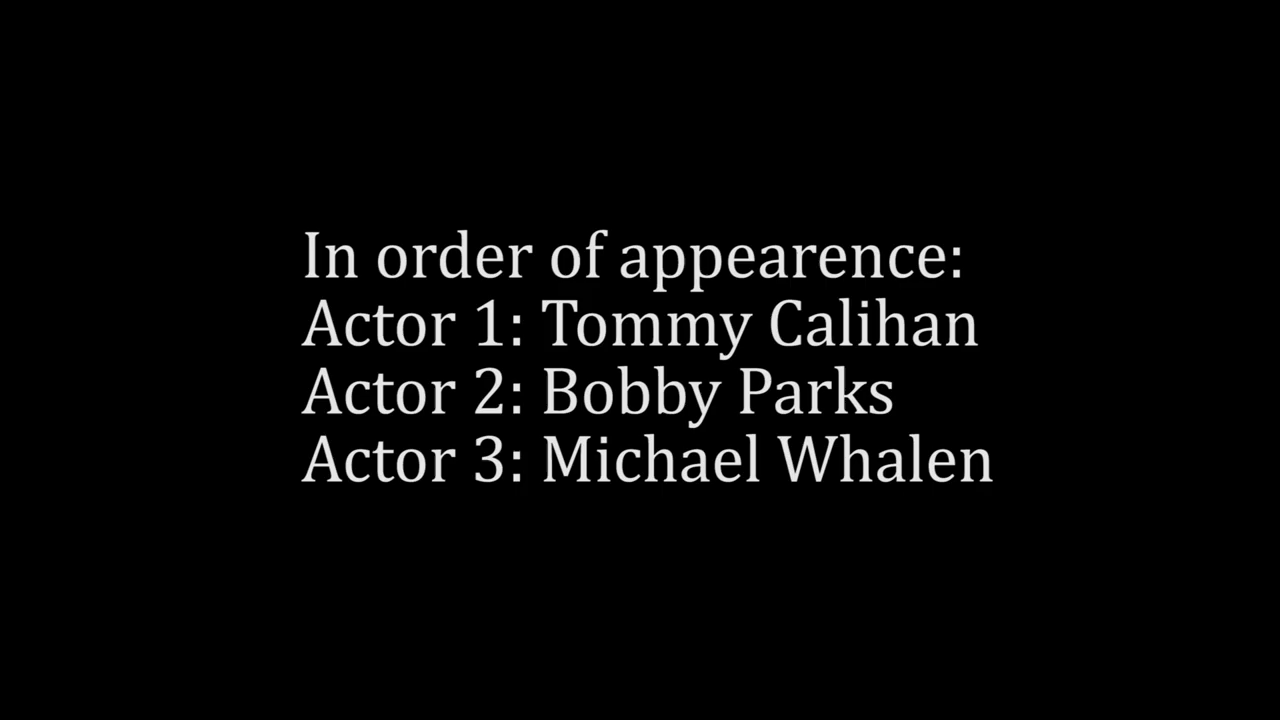 In order of appearence:
Actor 1: Tommy Calihan
Actor 2: Bobby Parks
Actor 3: Michael Whalen